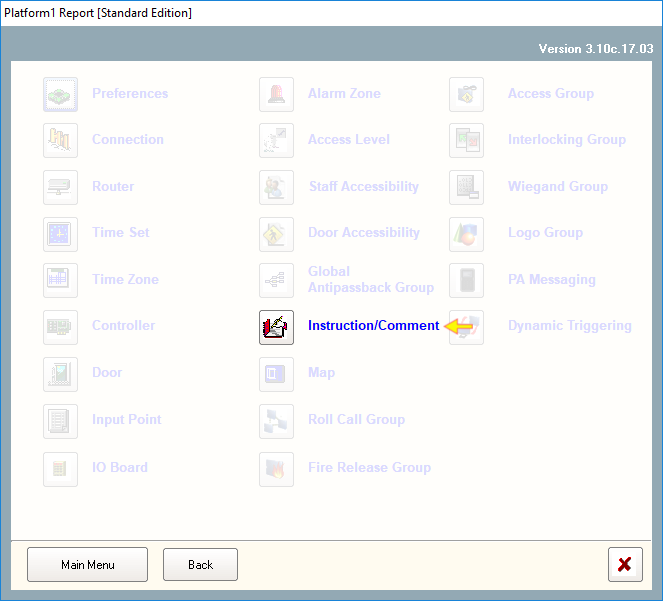 Platform1 Report [Standard Edition]
Version 3.10c.17.03
Preferences
Connection
Router
Time Set
Time Zone
Controller
Door
Input Point
IO Board
Alarm Zone
Access Level
Staff Accessibility
Door Accessibility
Global
Antipassback Group
Instruction/Comment
Map
Roll Call Group
Fire Release Group
Access Group
Interlocking Group
Wiegand Group
Logo Group
PA Messaging
Dynamic Triggering
Main Menu
Back